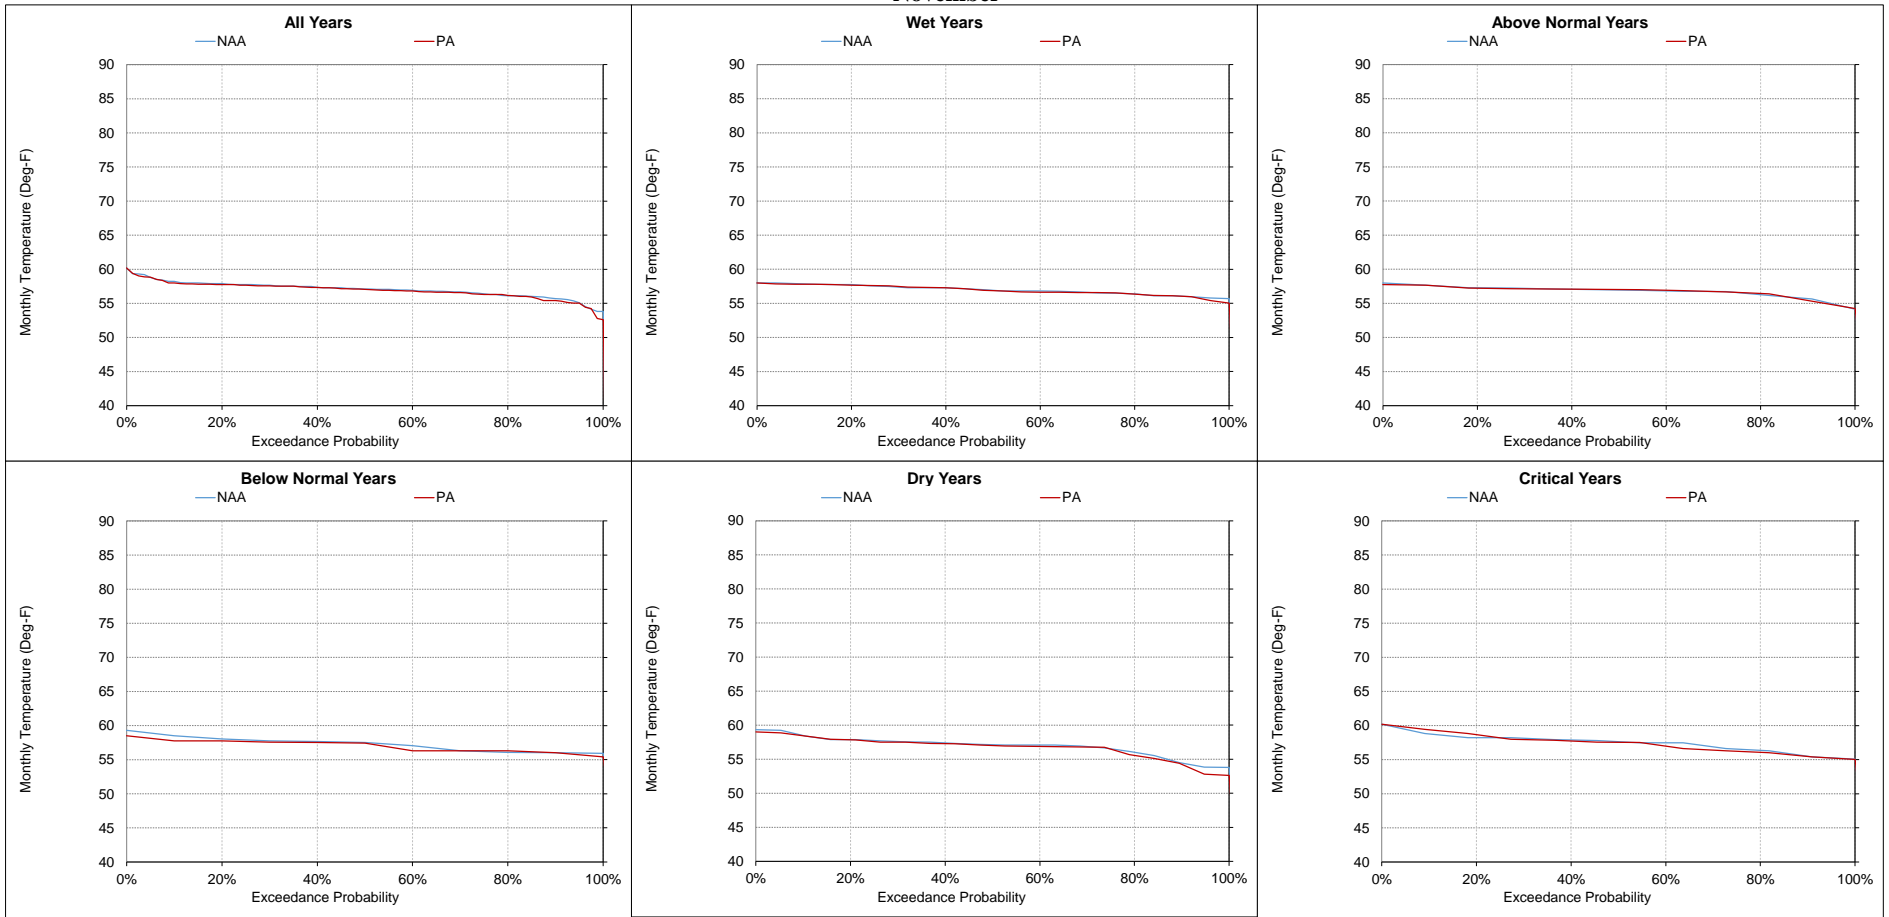 All Years
NAA PA
Monthly Temperature (Deg-F)
90
85
80
75
70
65
60
55
50
45
40
0% 20% 40% 60% 80% 100%
Exceedance Probability
Wet Years
NAA PA
Monthly Temperature (Deg-F)
90
85
80
75
70
65
60
55
50
45
40
0% 20% 40% 60% 80% 100%
Exceedance Probability
Above Normal Years
NAA PA
Monthly Temperature (Deg-F)
90
85
80
75
70
65
60
55
50
45
40
0% 20% 40% 60% 80% 100%
Exceedance Probability
Below Normal Years
NAA PA
Monthly Temperature (Deg-F)
90
85
80
75
70
65
60
55
50
45
40
0% 20% 40% 60% 80% 100%
Exceedance Probability
Dry Years
NAA PA
Monthly Temperature (Deg-F)
90
85
80
75
70
65
60
55
50
45
40
0% 20% 40% 60% 80% 100%
Exceedance Probability
Critical Years
NAA PA
Monthly Temperature (Deg-F)
90
85
80
75
70
65
60
55
50
45
40
0% 20% 40% 60% 80% 100%
Exceedance Probability